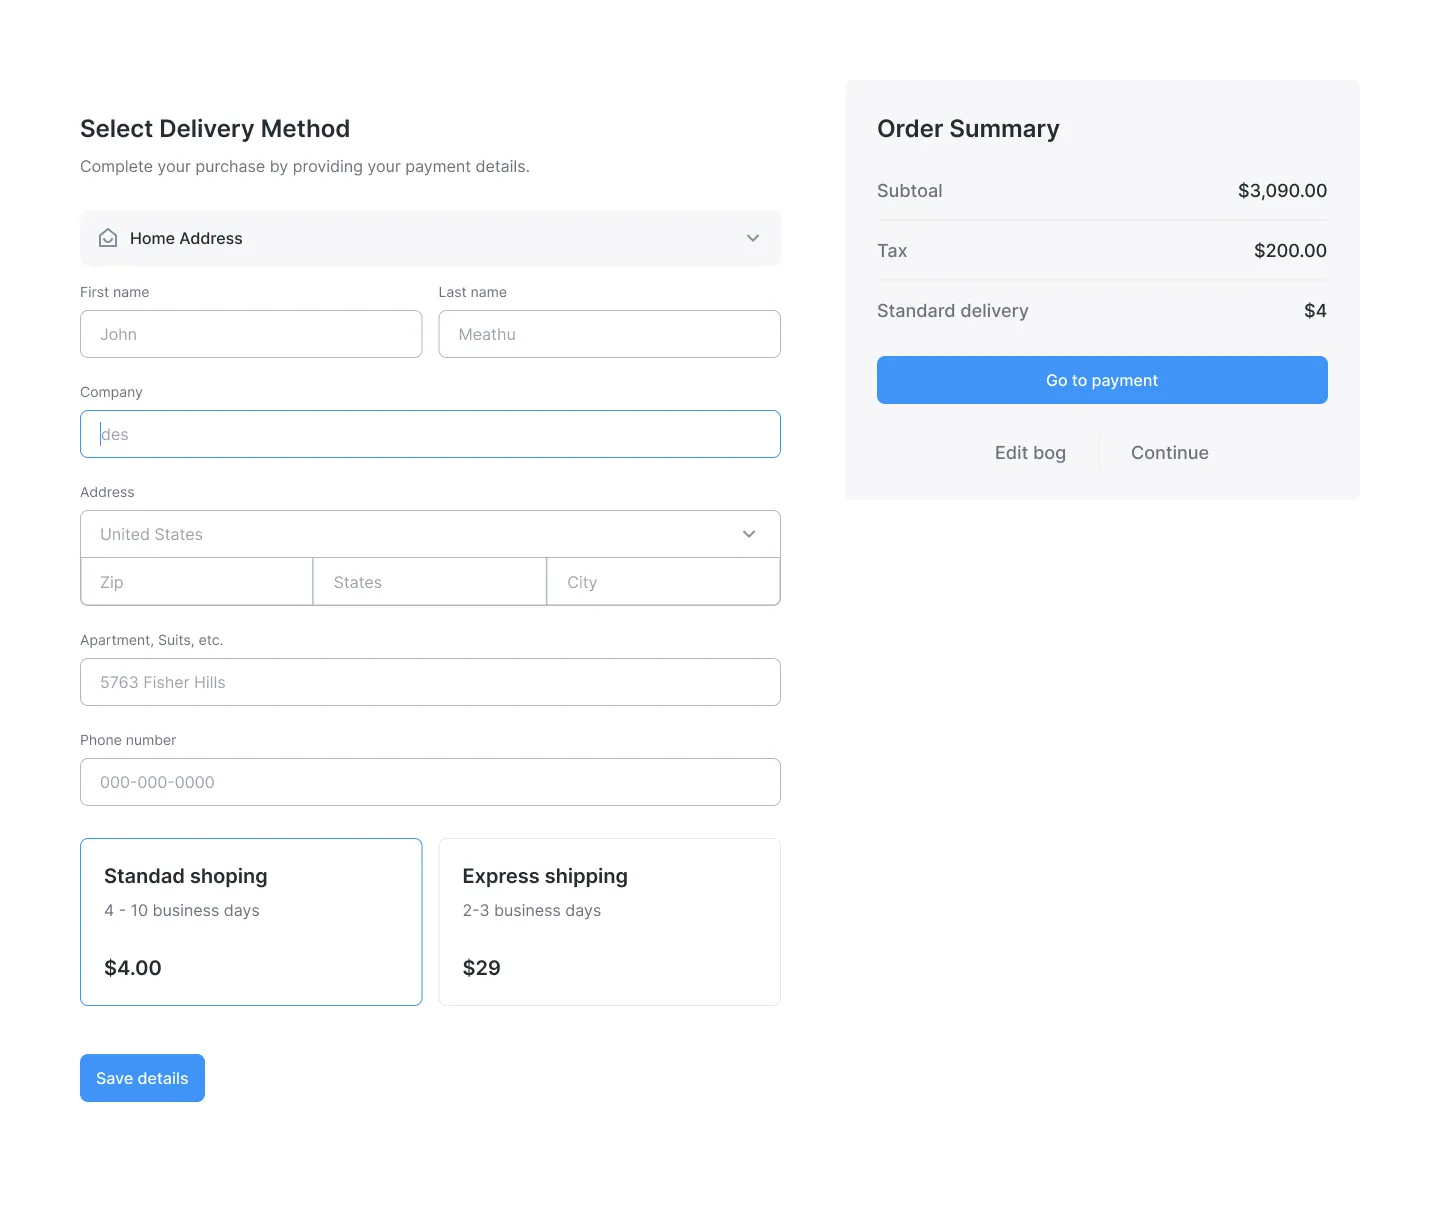 Select Delivery Method
Complete your purchase by providing your payment details.
Home Address
First name
Last name
John
Meathu
Company
des
Address
United States
Zip
States
City
Apartment, Suits, etc.
5763 Fisher Hills
Phone number
000-000-0000
Standad shoping
4 - 10 business days
$4.00
Express shipping
2-3 business days
$29
Save details
Order Summary
Subtoal $3,090.00
Tax $200.00
Standard delivery $4
Go to payment
Edit bog
Continue